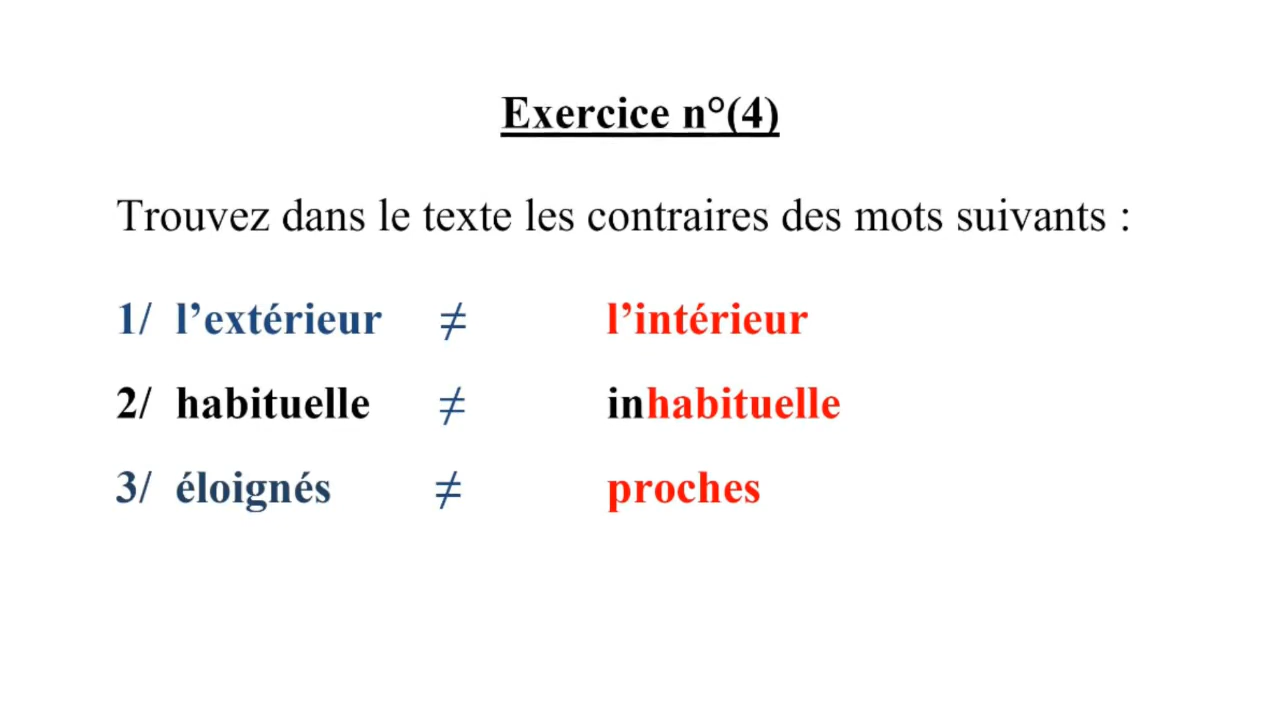 Exercice n°(4)
Trouvez dans le texte les contraires des mots suivants :
1/ l’extérieur ≠ l’intérieur
2/ habituelle ≠ inhabituelle
3/ éloignés ≠ proches